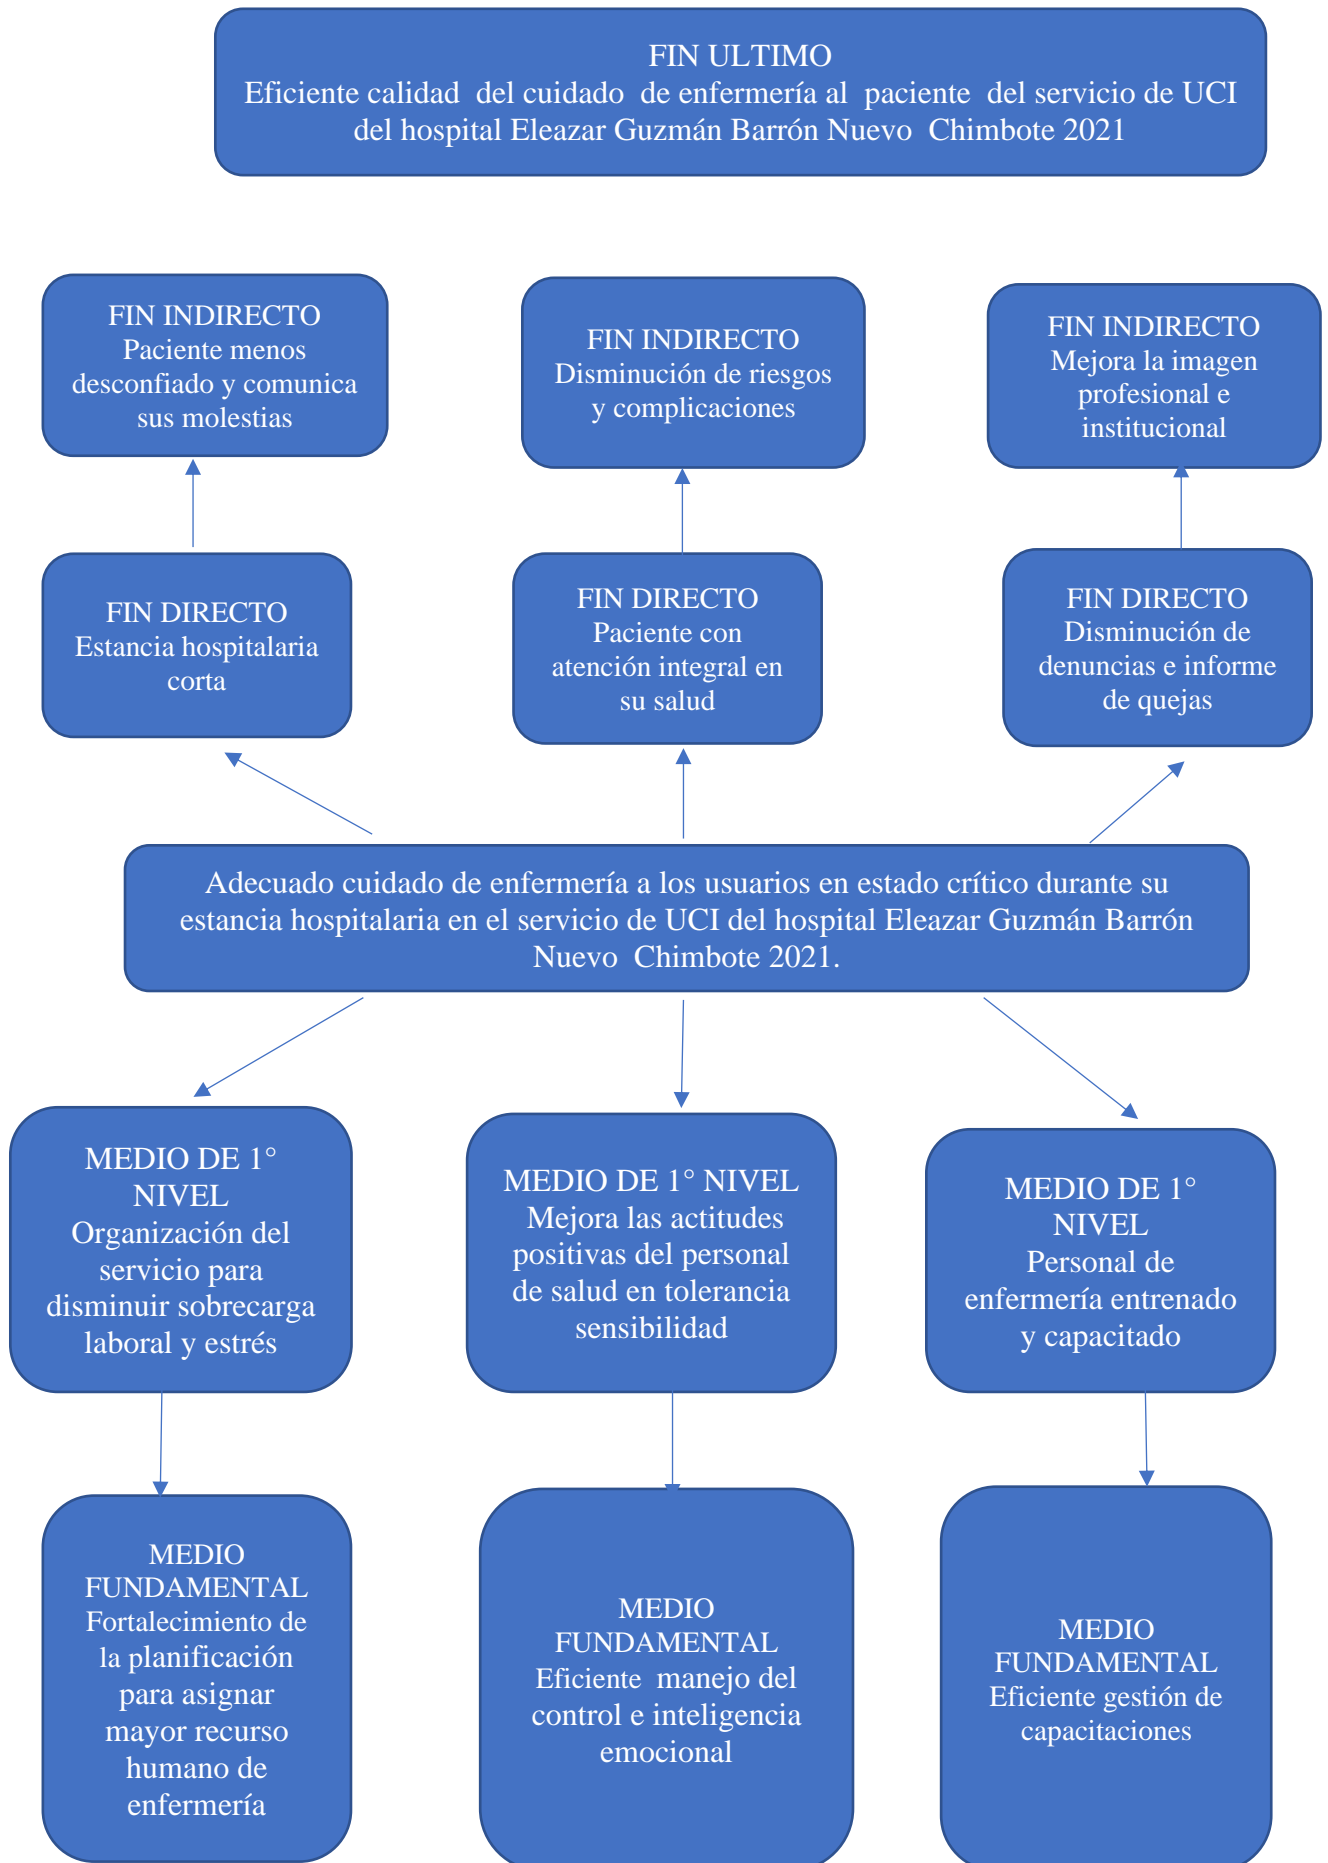 FIN ULTIMO
Eficiente calidad del cuidado de enfermería al paciente del servicio de UCI
del hospital Eleazar Guzmán Barrón Nuevo Chimbote 2021
FIN INDIRECTO
Paciente menos
desconfiado y comunica
sus molestias
FIN INDIRECTO
Disminución de riesgos
y complicaciones
FIN INDIRECTO
Mejora la imagen
profesional e
institucional
FIN DIRECTO
Estancia hospitalaria
corta
FIN DIRECTO
Paciente con
atención integral en
su salud
FIN DIRECTO
Disminución de
denuncias e informe
de quejas
Adecuado cuidado de enfermería a los usuarios en estado crítico durante su
estancia hospitalaria en el servicio de UCI del hospital Eleazar Guzmán Barrón
Nuevo Chimbote 2021.
MEDIO DE 1°
NIVEL
Organización del
servicio para
disminuir sobrecarga
laboral y estrés
MEDIO DE 1° NIVEL
Mejora las actitudes
positivas del personal
de salud en tolerancia
sensibilidad
MEDIO DE 1°
NIVEL
Personal de
enfermería entrenado
y capacitado
MEDIO
FUNDAMENTAL
Fortalecimiento de
la planificación
para asignar
mayor recurso
humano de
enfermería
MEDIO
FUNDAMENTAL
Eficiente manejo del
control e inteligencia
emocional
MEDIO
FUNDAMENTAL
Eficiente gestión de
capacitaciones